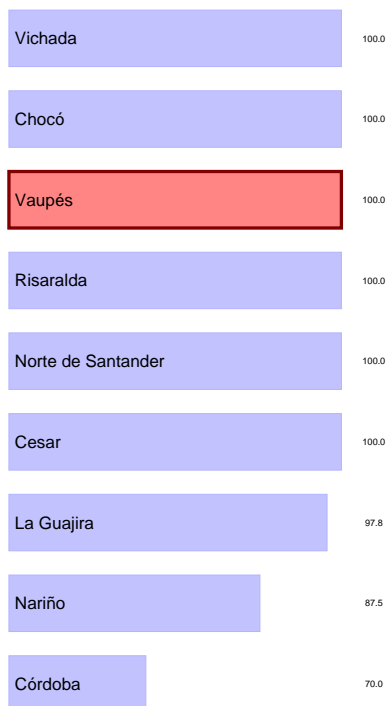 Vichada 100.0
Chocó 100.0
Vaupés 100.0
Risaralda 100.0
Norte de Santander 100.0
Cesar 100.0
La Guajira 97.8
Nariño 87.5
Córdoba 70.0